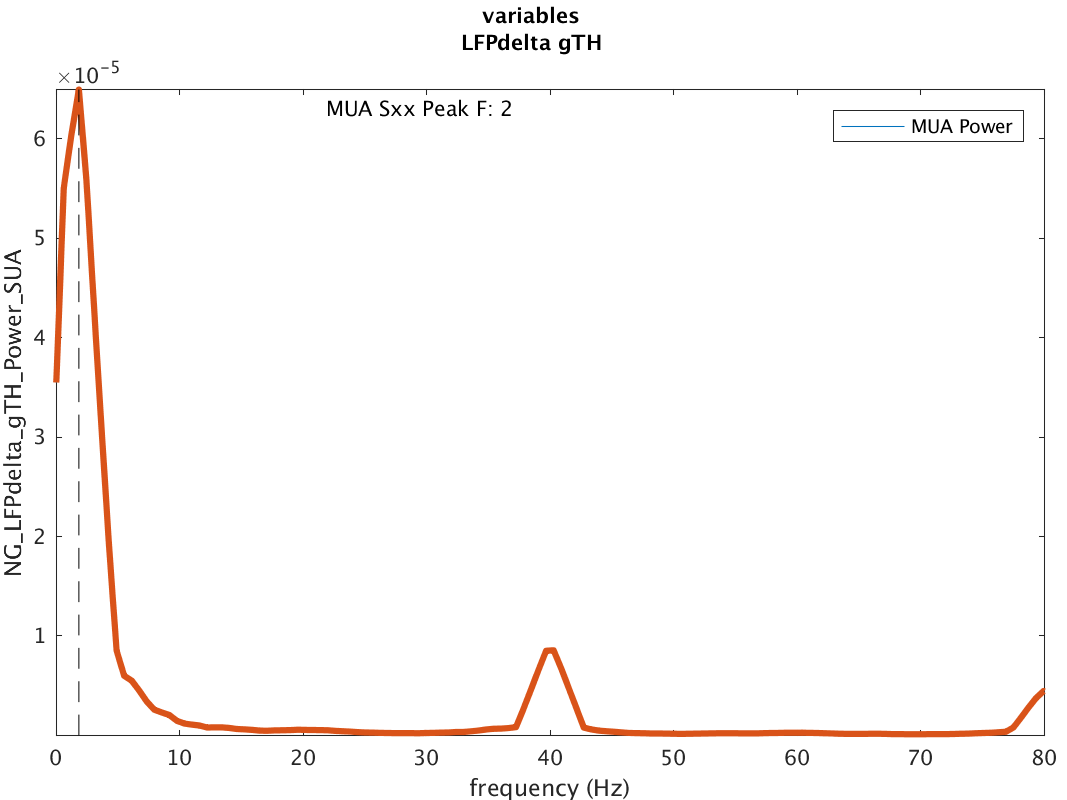 variables
LFPdelta gTH
×10⁻⁵
MUA Sxx Peak F: 2
MUA Power
NG_LFPdelta_gTH_Power_SUA
6
5
4
3
2
1
0 10 20 30 40 50 60 70 80
frequency (Hz)